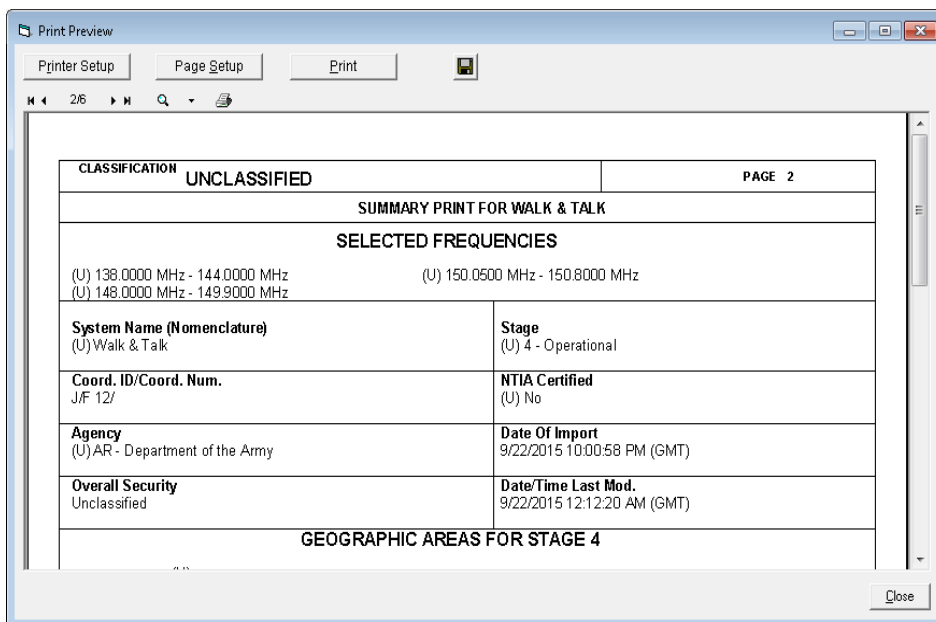 Print Preview
Printer Setup Page Setup Print
2/6
CLASSIFICATION UNCLASSIFIED PAGE 2
SUMMARY PRINT FOR WALK & TALK
SELECTED FREQUENCIES
(U) 138.0000 MHz - 144.0000 MHz (U) 150.0500 MHz - 150.8000 MHz
(U) 148.0000 MHz - 149.9000 MHz
System Name (Nomenclature) Stage
(U) Walk & Talk (U) 4 - Operational
Coord. ID/Coord. Num. NTIA Certified
J/F 12/ (U) No
Agency Date Of Import
(U) AR - Department of the Army 9/22/2015 10:00:58 PM (GMT)
Overall Security Date/Time Last Mod.
Unclassified 9/22/2015 12:12:20 AM (GMT)
GEOGRAPHIC AREAS FOR STAGE 4
Close